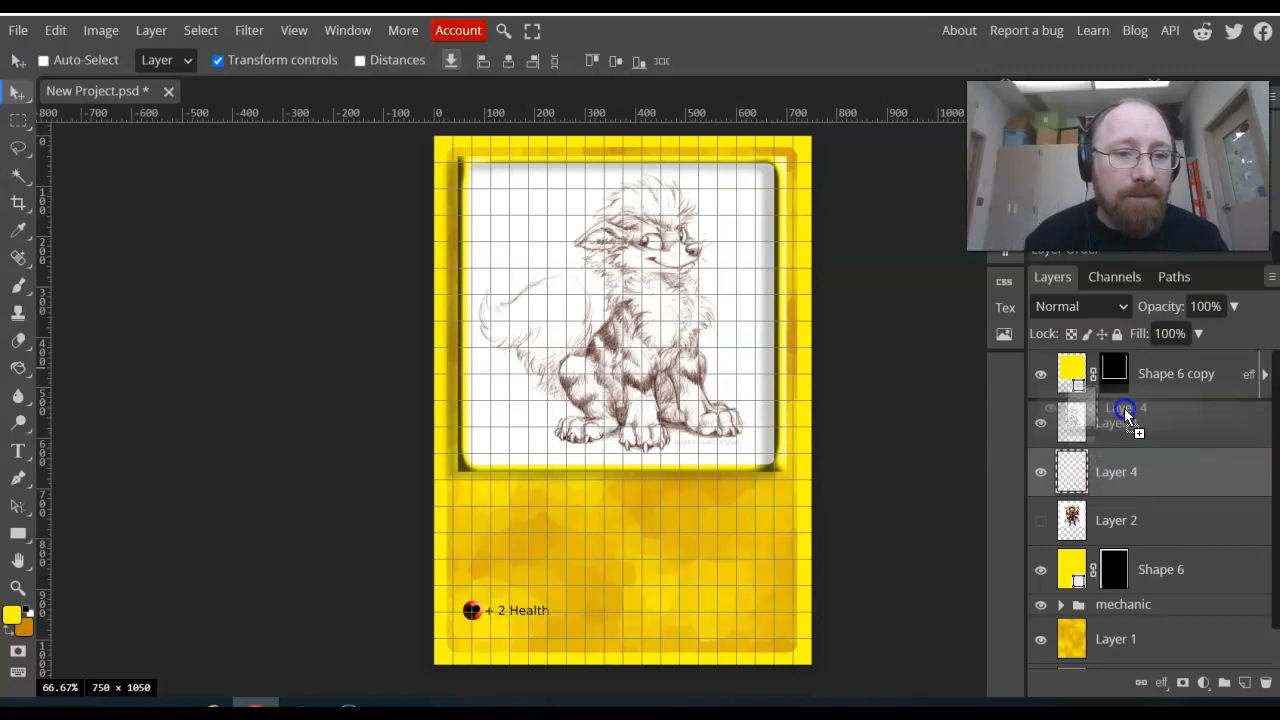 File Edit Image Layer Select Filter View Window More Account About Report a bug Learn Blog API
Auto-Select Layer Transform controls Distances
New Project.psd *
800 -700 -600 -500 -400 -300 -200 -100 0 100 200 300 400 500 600 700 800 900 1000
Layers Channels Paths
CSS
Normal Opacity: 100%
Tex
Lock: Fill: 100%
Shape 6 copy eff
Layer 4
Layer 4
Layer 2
Shape 6
mechanic
Layer 1
+ 2 Health
eff
66.67% 750 x 1050